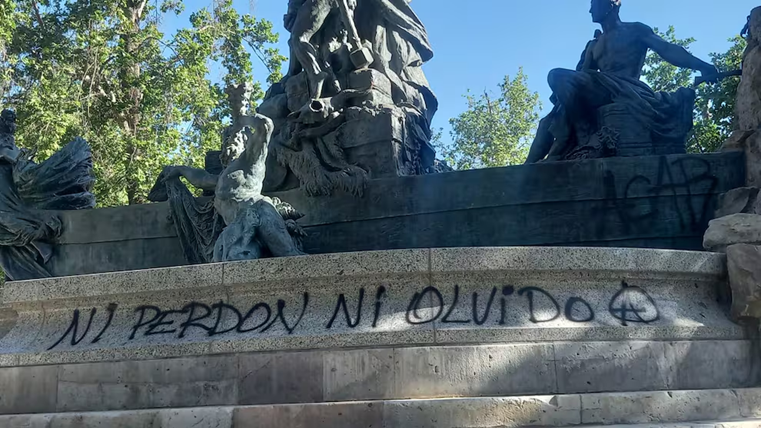 ACAB
NI PERDON NI OLVIDO Ⓐ